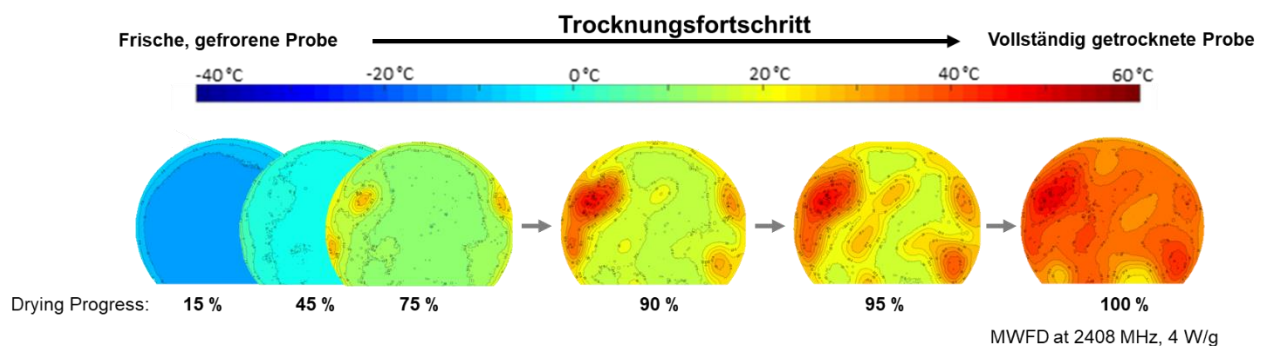 Trocknungsfortschritt
Frische, gefrorene Probe
Vollständig getrocknete Probe
-40 °C -20 °C 0 °C 20 °C 40 °C 60 °C
Drying Progress: 15 % 45 % 75 % 90 % 95 % 100 %
MWFD at 2408 MHz, 4 W/g